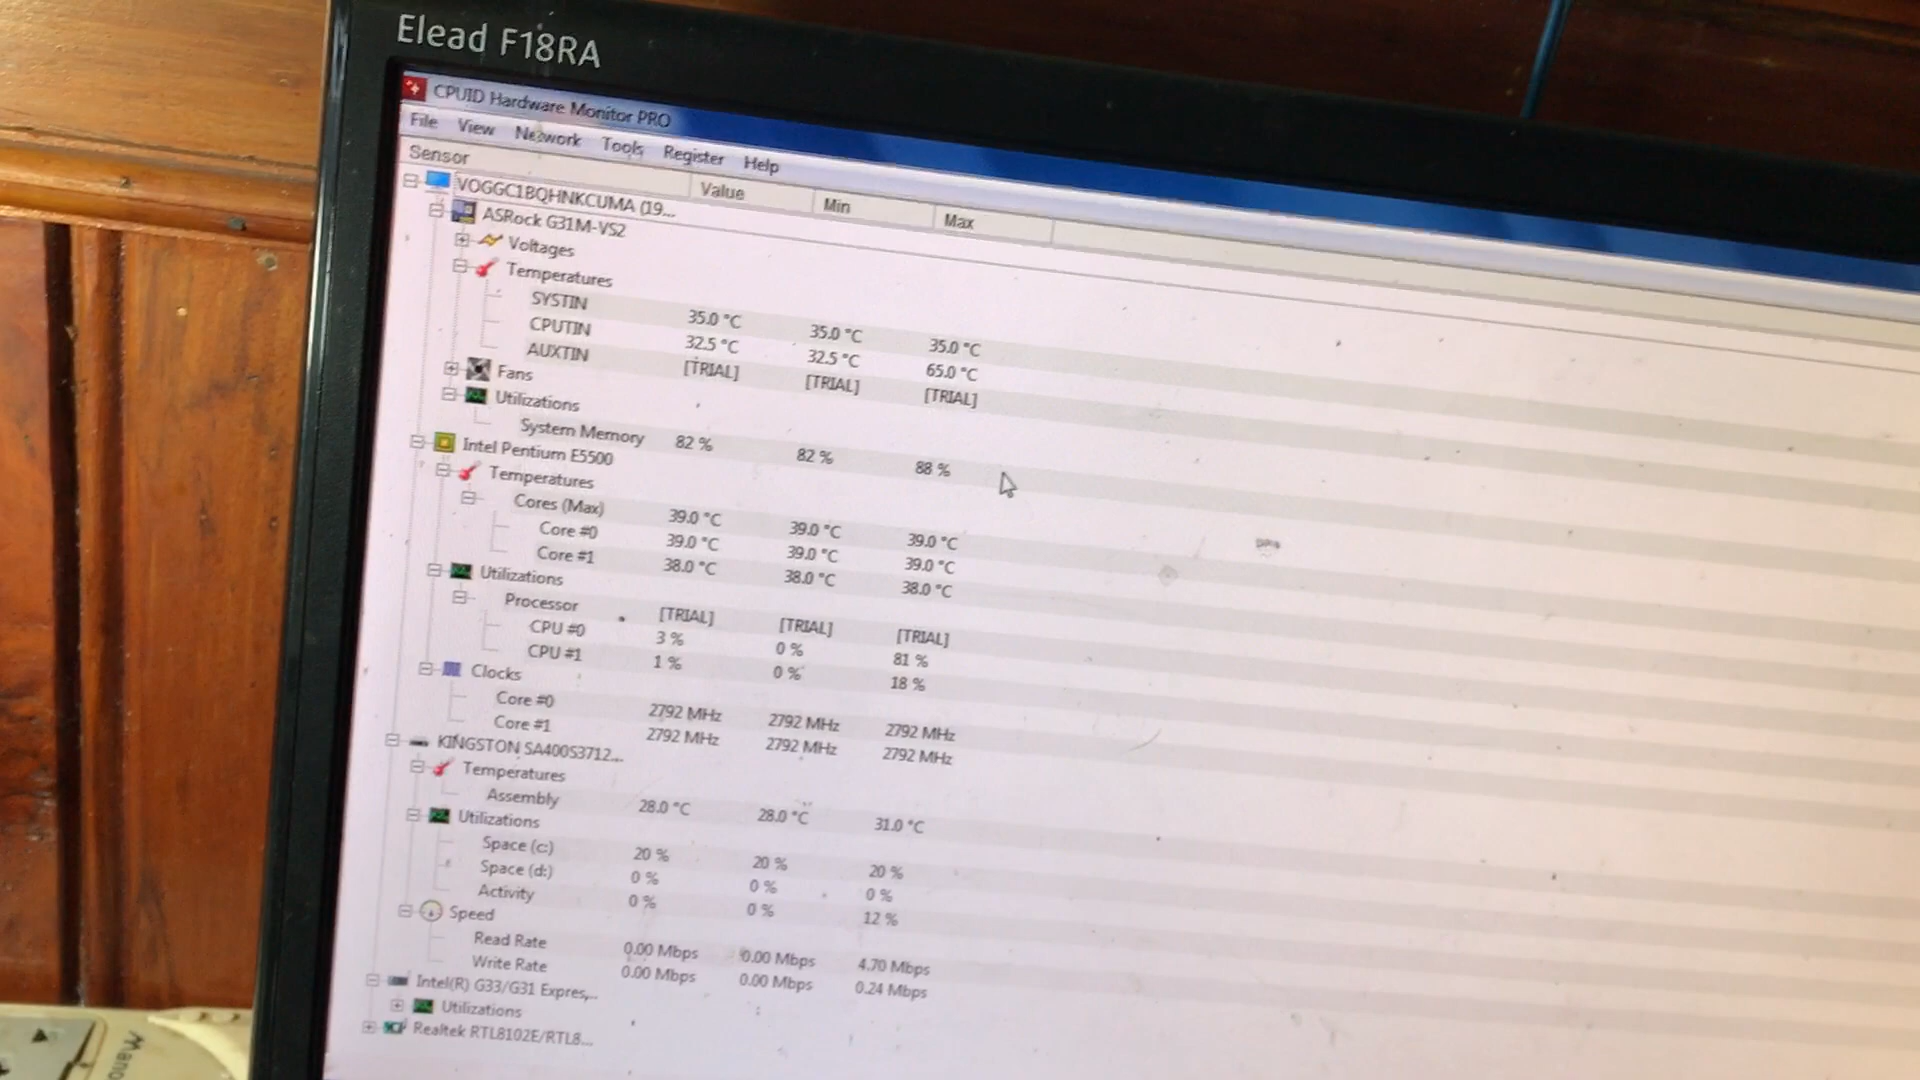 Elead F18RA
CPUID Hardware Monitor PRO
File View Network Tools Register Help
Sensor Value Min Max
VOGGC1BQHNKCUMA (19...
ASRock G31M-VS2
Voltages
Temperatures
SYSTIN 35.0 °C 35.0 °C 35.0 °C
CPUTIN 32.5 °C 32.5 °C 65.0 °C
AUXTIN [TRIAL] [TRIAL] [TRIAL]
Fans
Utilizations
System Memory 82 % 82 % 88 %
Intel Pentium E5500
Temperatures
Cores (Max) 39.0 °C 39.0 °C 39.0 °C
Core #0 39.0 °C 39.0 °C 39.0 °C
Core #1 38.0 °C 38.0 °C 38.0 °C
Utilizations
Processor [TRIAL] [TRIAL] [TRIAL]
CPU #0 3 % 0 % 81 %
CPU #1 1 % 0 % 18 %
Clocks
Core #0 2792 MHz 2792 MHz 2792 MHz
Core #1 2792 MHz 2792 MHz 2792 MHz
KINGSTON SA400S3712...
Temperatures
Assembly 28.0 °C 28.0 °C 31.0 °C
Utilizations
Space (c:) 20 % 20 % 20 %
Space (d:) 0 % 0 % 0 %
Activity 0 % 0 % 12 %
Speed
Read Rate 0.00 Mbps 0.00 Mbps 4.70 Mbps
Write Rate 0.00 Mbps 0.00 Mbps 0.24 Mbps
Intel(R) G33/G31 Expres...
Utilizations
Realtek RTL8102E/RTL8...